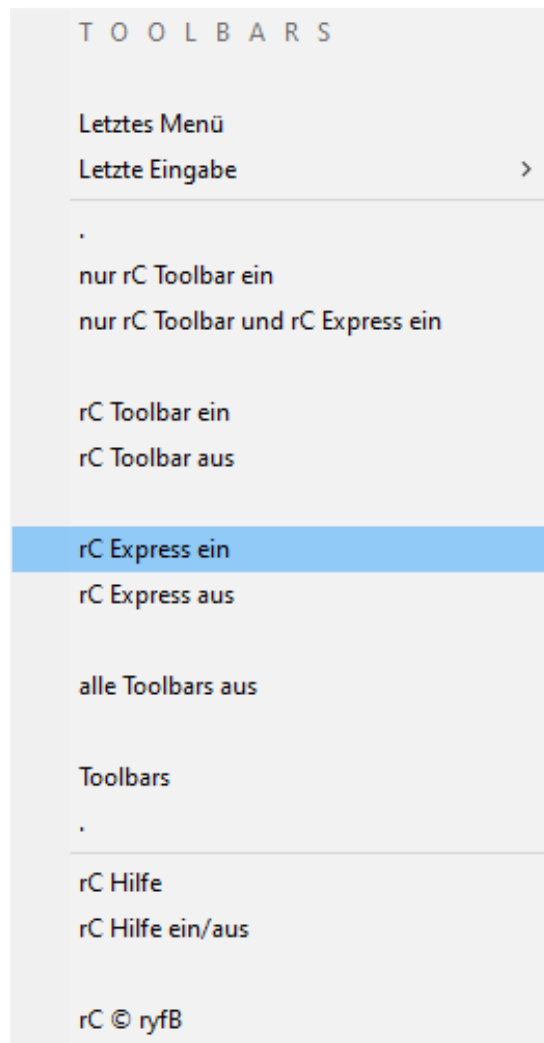 T O O L B A R S
Letztes Menü
Letzte Eingabe >
.
nur rC Toolbar ein
nur rC Toolbar und rC Express ein
rC Toolbar ein
rC Toolbar aus
rC Express ein
rC Express aus
alle Toolbars aus
Toolbars
.
rC Hilfe
rC Hilfe ein/aus
rC © ryfB